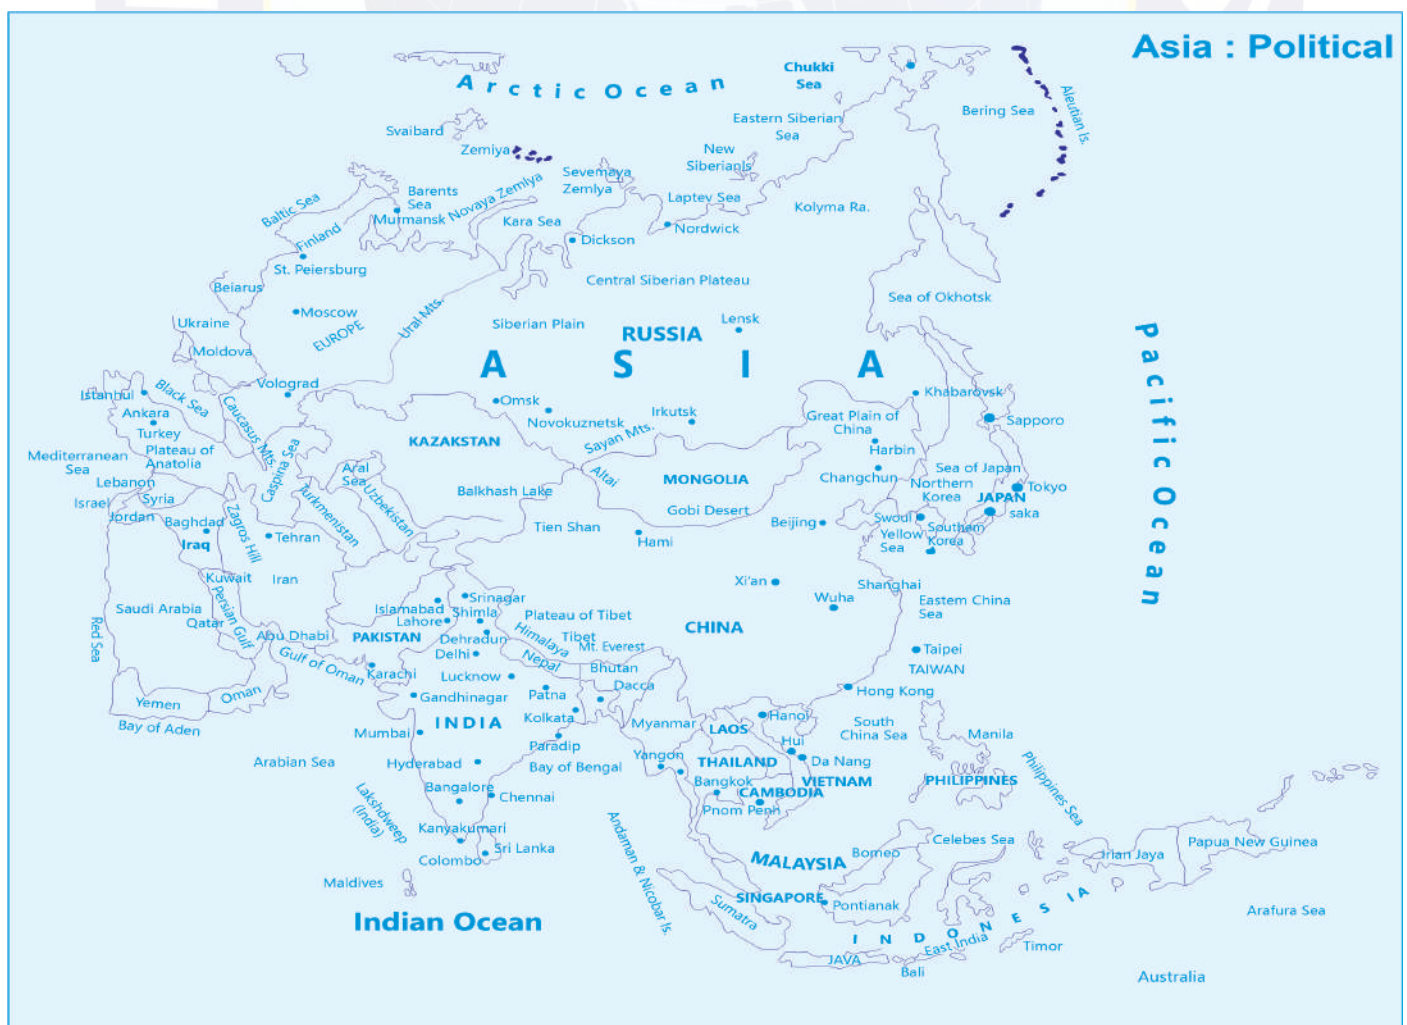 Asia : Political
Arctic Ocean
Chukki
Sea
Bering Sea
Aleutian Is.
Eastern Siberian
Sea
Svaibard
Zemiya
New
Siberianls
Sevemaya
Zemlya
Barents
Sea
Novaya Zemlya
Laptev Sea
Kolyma Ra.
Baltic Sea
Murmansk
Kara Sea
Nordwick
Finland
Dickson
St. Peiersburg
Central Siberian Plateau
Beiarus
Sea of Okhotsk
Moscow
Ural Mts.
Ukraine
EUROPE
Siberian Plain
RUSSIA
Lensk
Moldova
ASIA
Pacific Ocean
Volograd
Istanhul
Black Sea
Caucasus Mts.
Omsk
Khabarovsk
Ankara
Novokuznetsk
Irkutsk
Great Plain of
China
Sapporo
Turkey
KAZAKSTAN
Sayan Mts.
Harbin
Plateau of
Anatolia
Mediterranean
Sea
Caspina Sea
Aral
Sea
Altai
MONGOLIA
Changchun
Sea of Japan
Lebanon
Uzbekistan
Balkhash Lake
Northern
Korea
Tokyo
JAPAN
Israel
Syria
Turkmenistan
Gobi Desert
saka
Jordan
Baghdad
Zagros Hill
Tien Shan
Beijing
Swoul
Southern
Korea
Iraq
Tehran
Hami
Yellow
Sea
Kuwait
Iran
Xi'an
Shanghai
Srinagar
Wuha
Eastem China
Sea
Saudi Arabia
Persian Gulf
Islamabad
Shimla
Plateau of Tibet
Qatar
Lahore
CHINA
Red Sea
Abu Dhabi
PAKISTAN
Dehradun
Himalaya
Tibet
Mt. Everest
Gulf of Oman
Delhi
Nepal
Taipei
Karachi
Lucknow
Bhutan
TAIWAN
Yemen
Oman
Gandhinagar
Patna
Dacca
Hong Kong
Bay of Aden
INDIA
Kolkata
Myanmar
LAOS
Hanoi
South
China Sea
Mumbai
Paradip
Hui
Manila
Arabian Sea
Hyderabad
Bay of Bengal
Yangon
THAILAND
Da Nang
Philippines Sea
Lakshdweep
(India)
Bangalore
Chennai
Bangkok
CAMBODIA
VIETNAM
PHILIPPINES
Pnom Penh
Kanyakumari
Andaman & Nicobar Is.
Colombo
Sri Lanka
MALAYSIA
Bomeo
Celebes Sea
Irian Jaya
Papua New Guinea
Maldives
SINGAPORE
Pontianak
Indian Ocean
Sumatra
INDONESIA
Arafura Sea
JAVA
East India
Timor
Bali
Australia